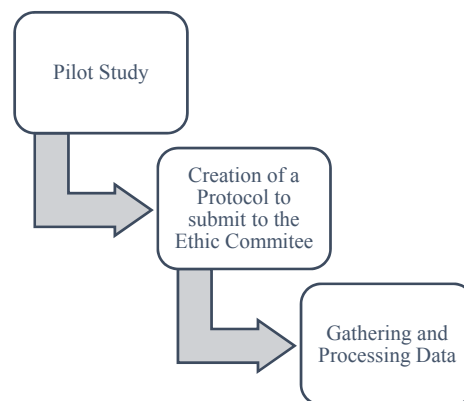 Pilot Study
Creation of a
Protocol to
submit to the
Ethic Commitee
Gathering and
Processing Data